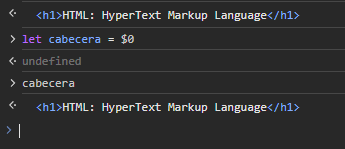 <h1>HTML: HyperText Markup Language</h1>
let cabecera = $0
undefined
cabecera
<h1>HTML: HyperText Markup Language</h1>